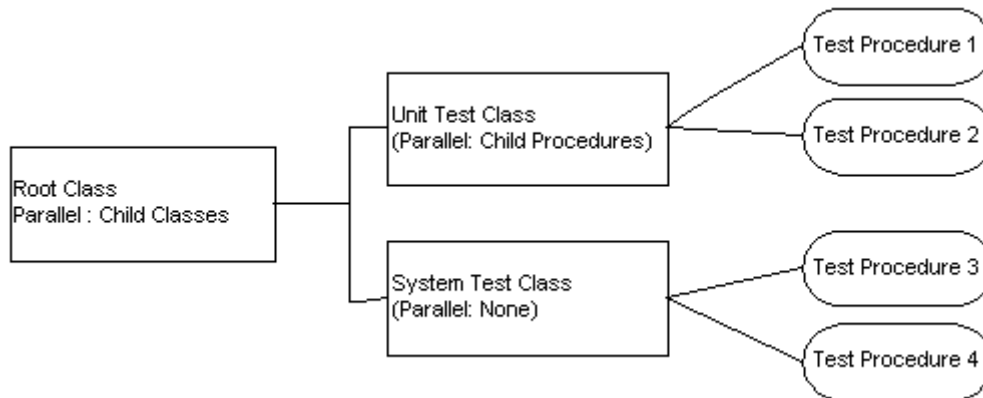 Root Class
Parallel : Child Classes
Unit Test Class
(Parallel: Child Procedures)
System Test Class
(Parallel: None)
Test Procedure 1
Test Procedure 2
Test Procedure 3
Test Procedure 4